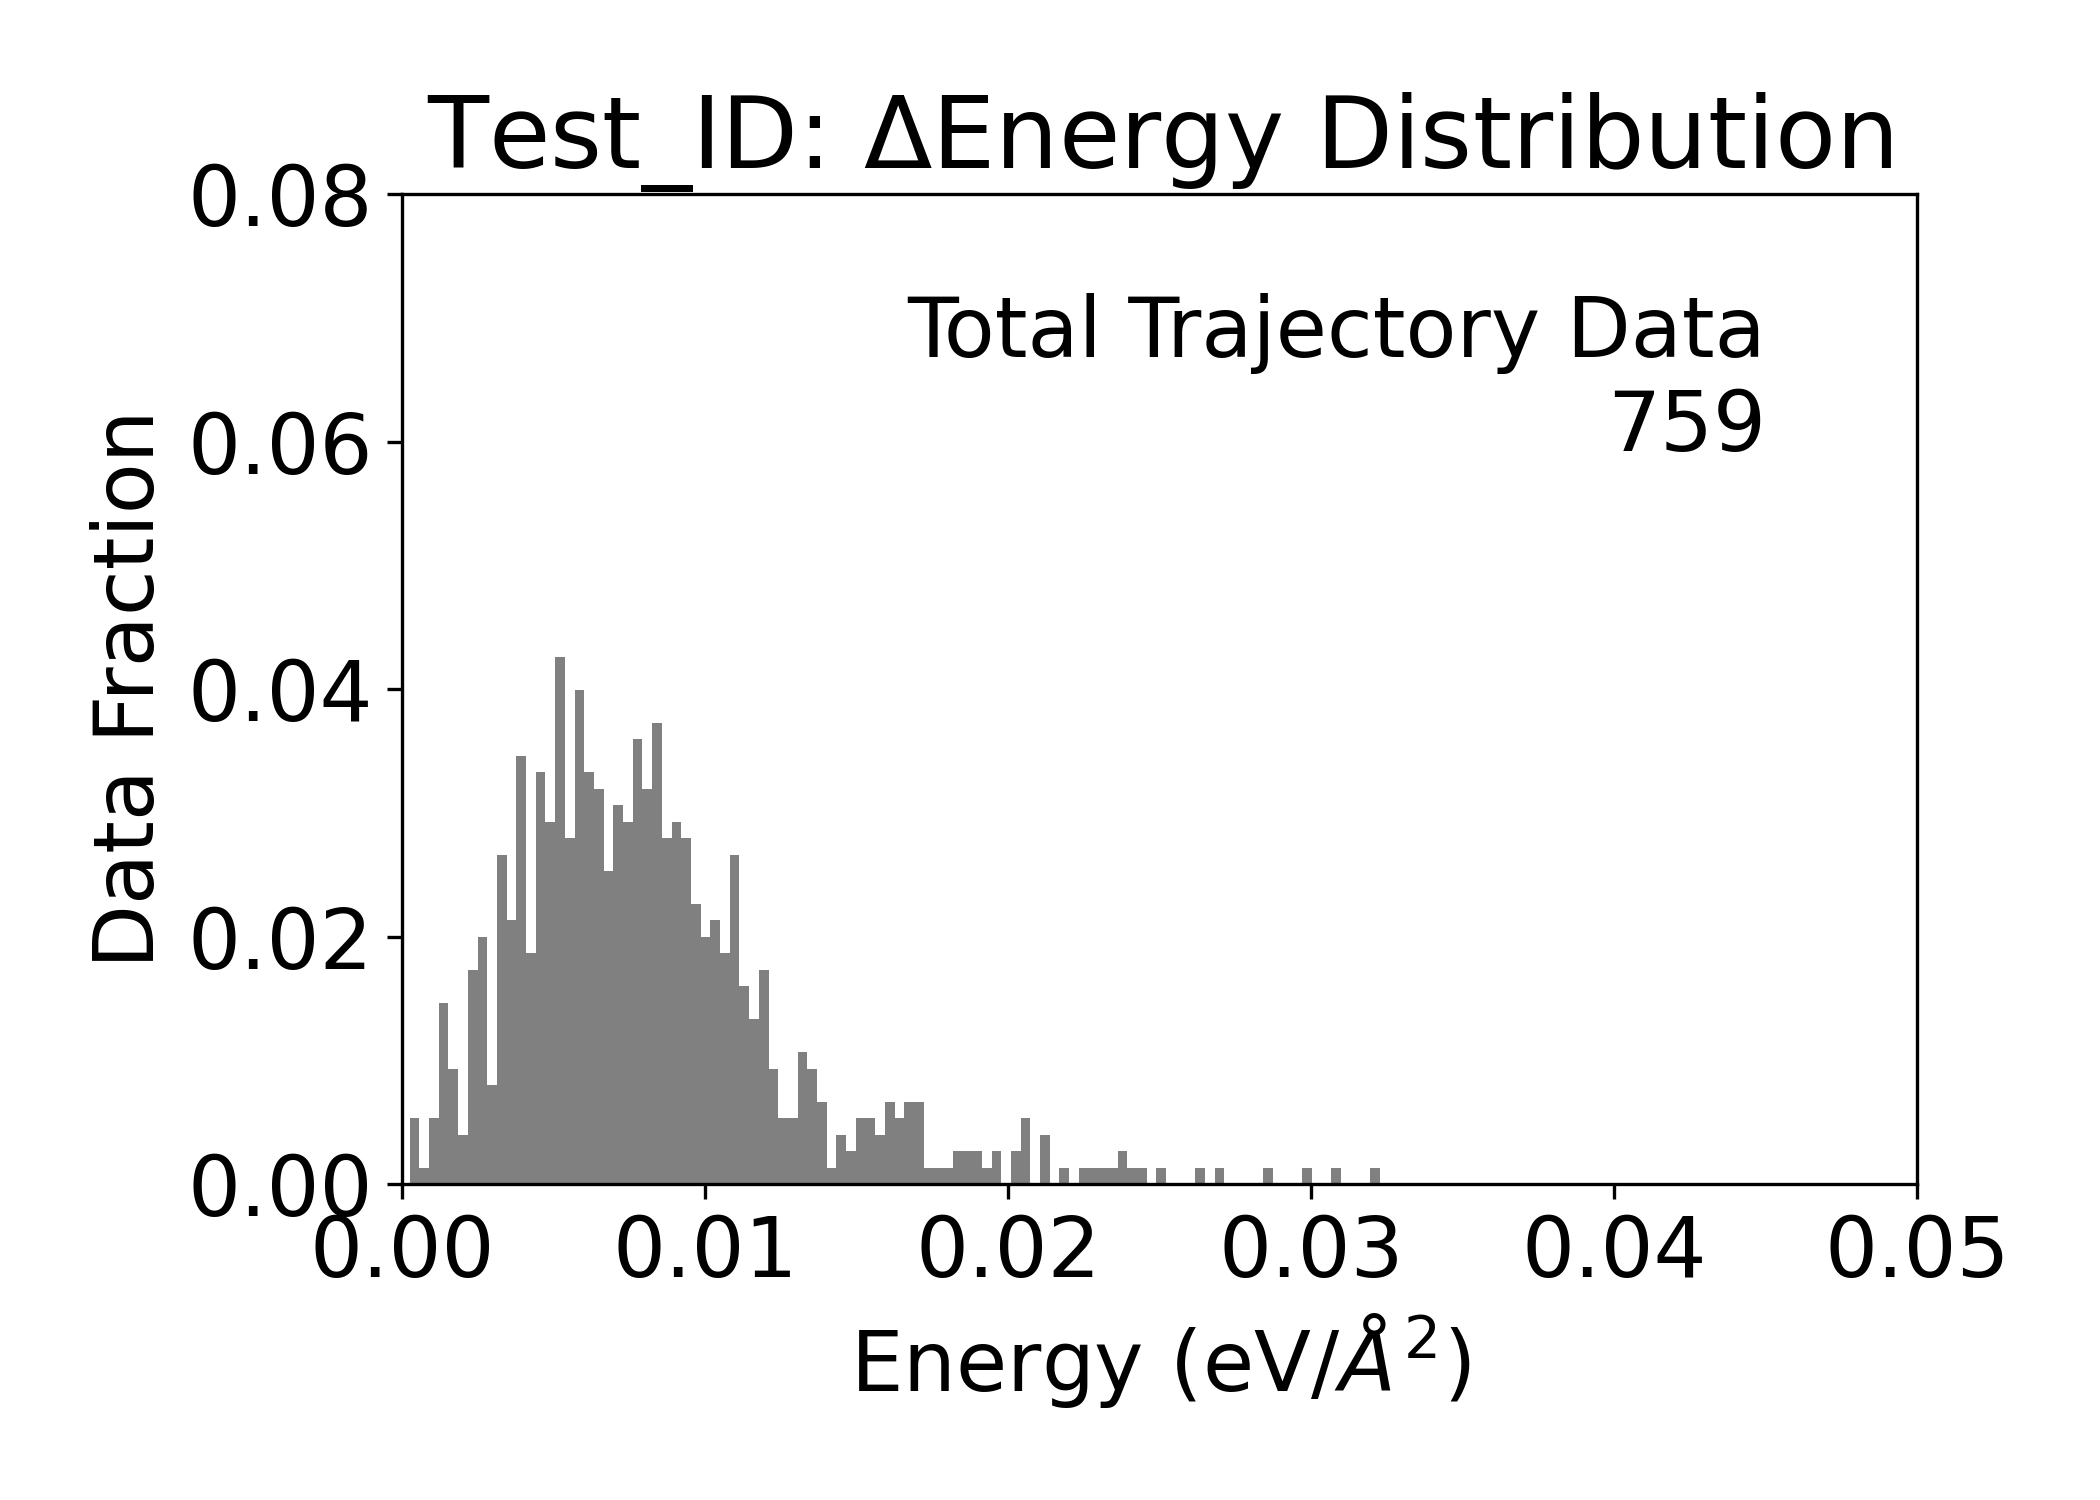 Test_ID: ΔEnergy Distribution
0.08
0.06
0.04
0.02
0.00
Data Fraction
Total Trajectory Data
759
0.00 0.01 0.02 0.03 0.04 0.05
Energy (eV/Å²)